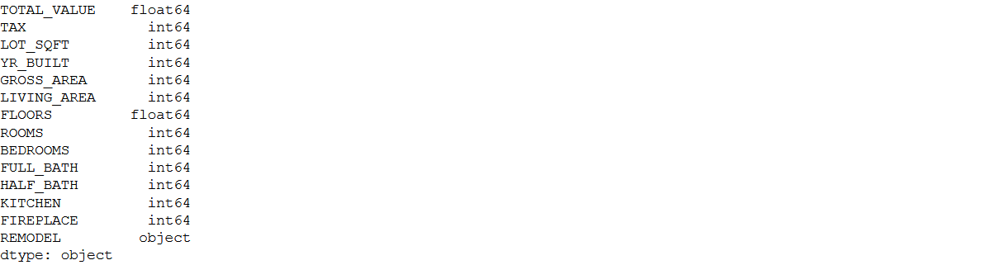 TOTAL_VALUE    float64
TAX              int64
LOT_SQFT         int64
YR_BUILT         int64
GROSS_AREA       int64
LIVING_AREA      int64
FLOORS         float64
ROOMS            int64
BEDROOMS         int64
FULL_BATH        int64
HALF_BATH        int64
KITCHEN          int64
FIREPLACE        int64
REMODEL         object
dtype: object